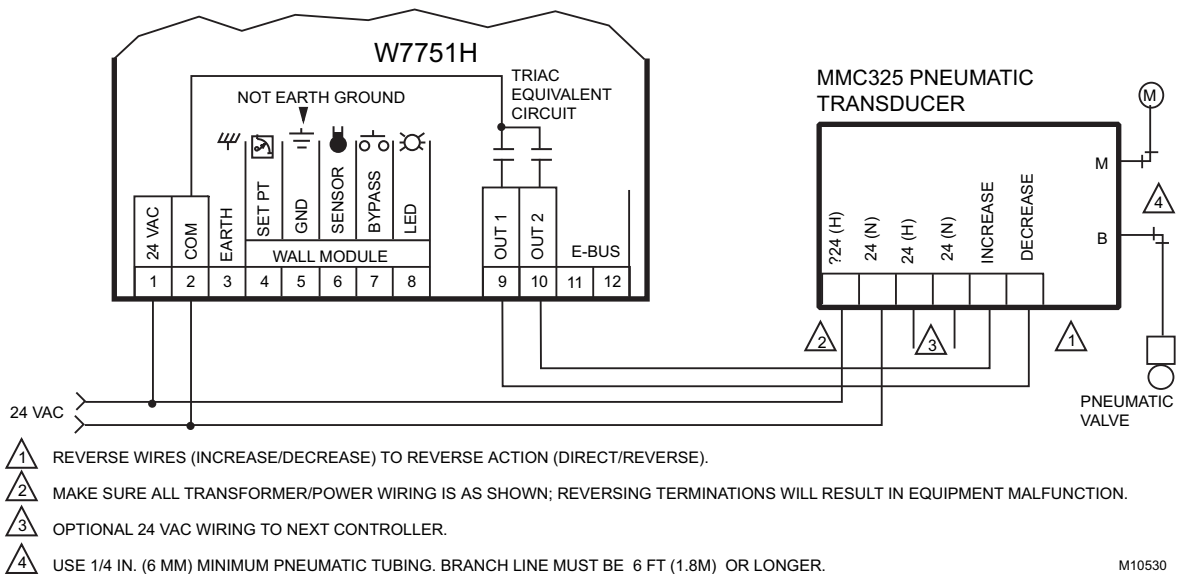 W7751H
TRIAC
EQUIVALENT
CIRCUIT
NOT EARTH GROUND
24 VAC
COM
EARTH
SET PT
GND
SENSOR
BYPASS
LED
WALL MODULE
OUT 1
OUT 2
E-BUS
1 2 3 4 5 6 7 8 9 10 11 12
MMC325 PNEUMATIC
TRANSDUCER
?24 (H)
24 (N)
24 (H)
24 (N)
INCREASE
DECREASE
M
B
M
4
2
3
1
PNEUMATIC
VALVE
24 VAC
1 REVERSE WIRES (INCREASE/DECREASE) TO REVERSE ACTION (DIRECT/REVERSE).
2 MAKE SURE ALL TRANSFORMER/POWER WIRING IS AS SHOWN; REVERSING TERMINATIONS WILL RESULT IN EQUIPMENT MALFUNCTION.
3 OPTIONAL 24 VAC WIRING TO NEXT CONTROLLER.
4 USE 1/4 IN. (6 MM) MINIMUM PNEUMATIC TUBING. BRANCH LINE MUST BE 6 FT (1.8M) OR LONGER.
M10530